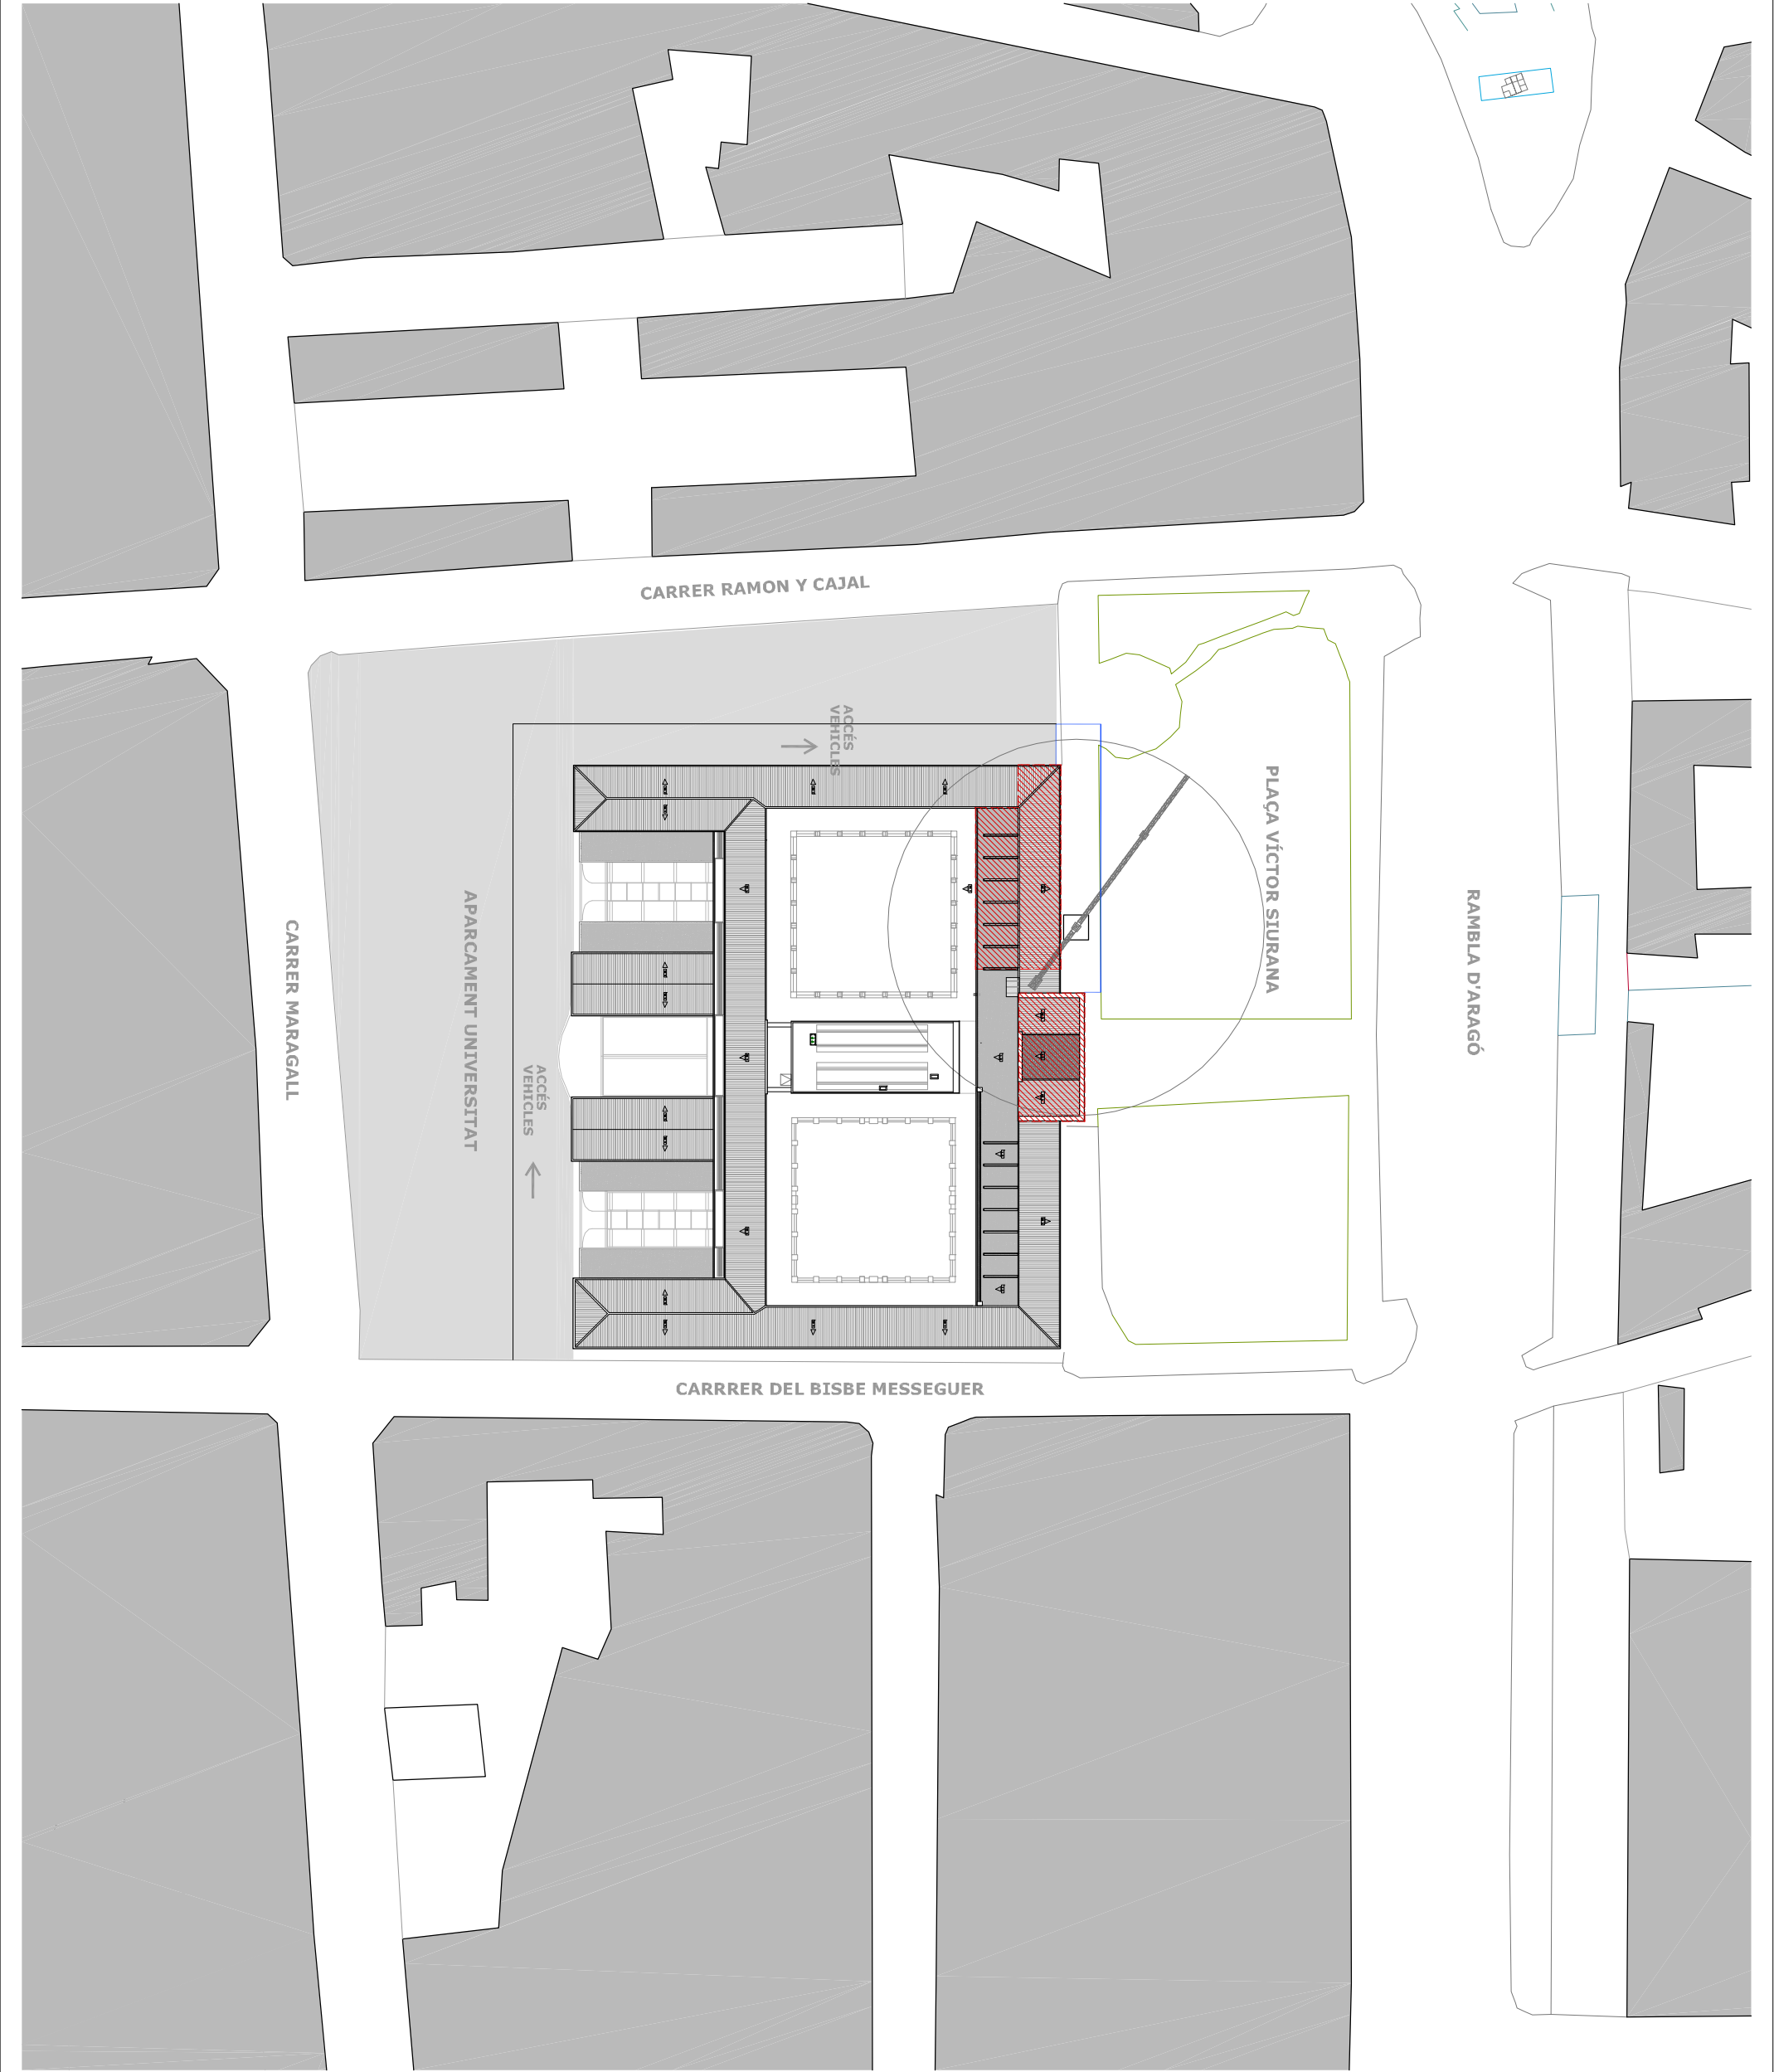 CARRER RAMON Y CAJAL
ACCÉS
VEHICLES
PLAÇA VÍCTOR SIURANA
RAMBLA D'ARAGÓ
APARCAMENT UNIVERSITAT
CARRER MARAGALL
ACCÉS
VEHICLES
CARRRER DEL BISBE MESSEGUER